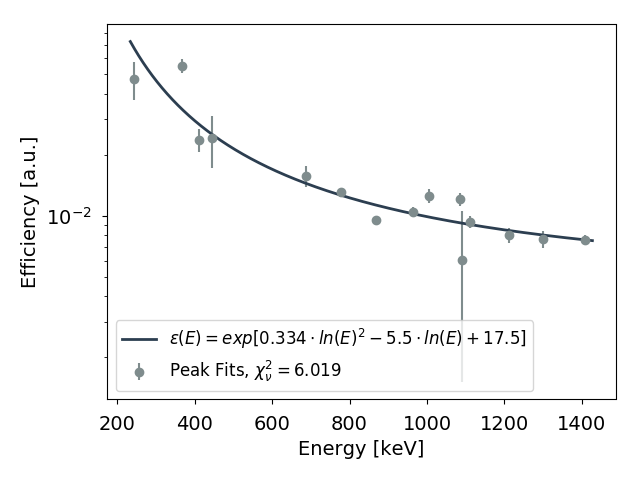 Efficiency [a.u.]
10⁻²
ε(E) = exp[0.334 · ln(E)² − 5.5 · ln(E) + 17.5]
Peak Fits, χ²ᵥ = 6.019
200 400 600 800 1000 1200 1400
Energy [keV]